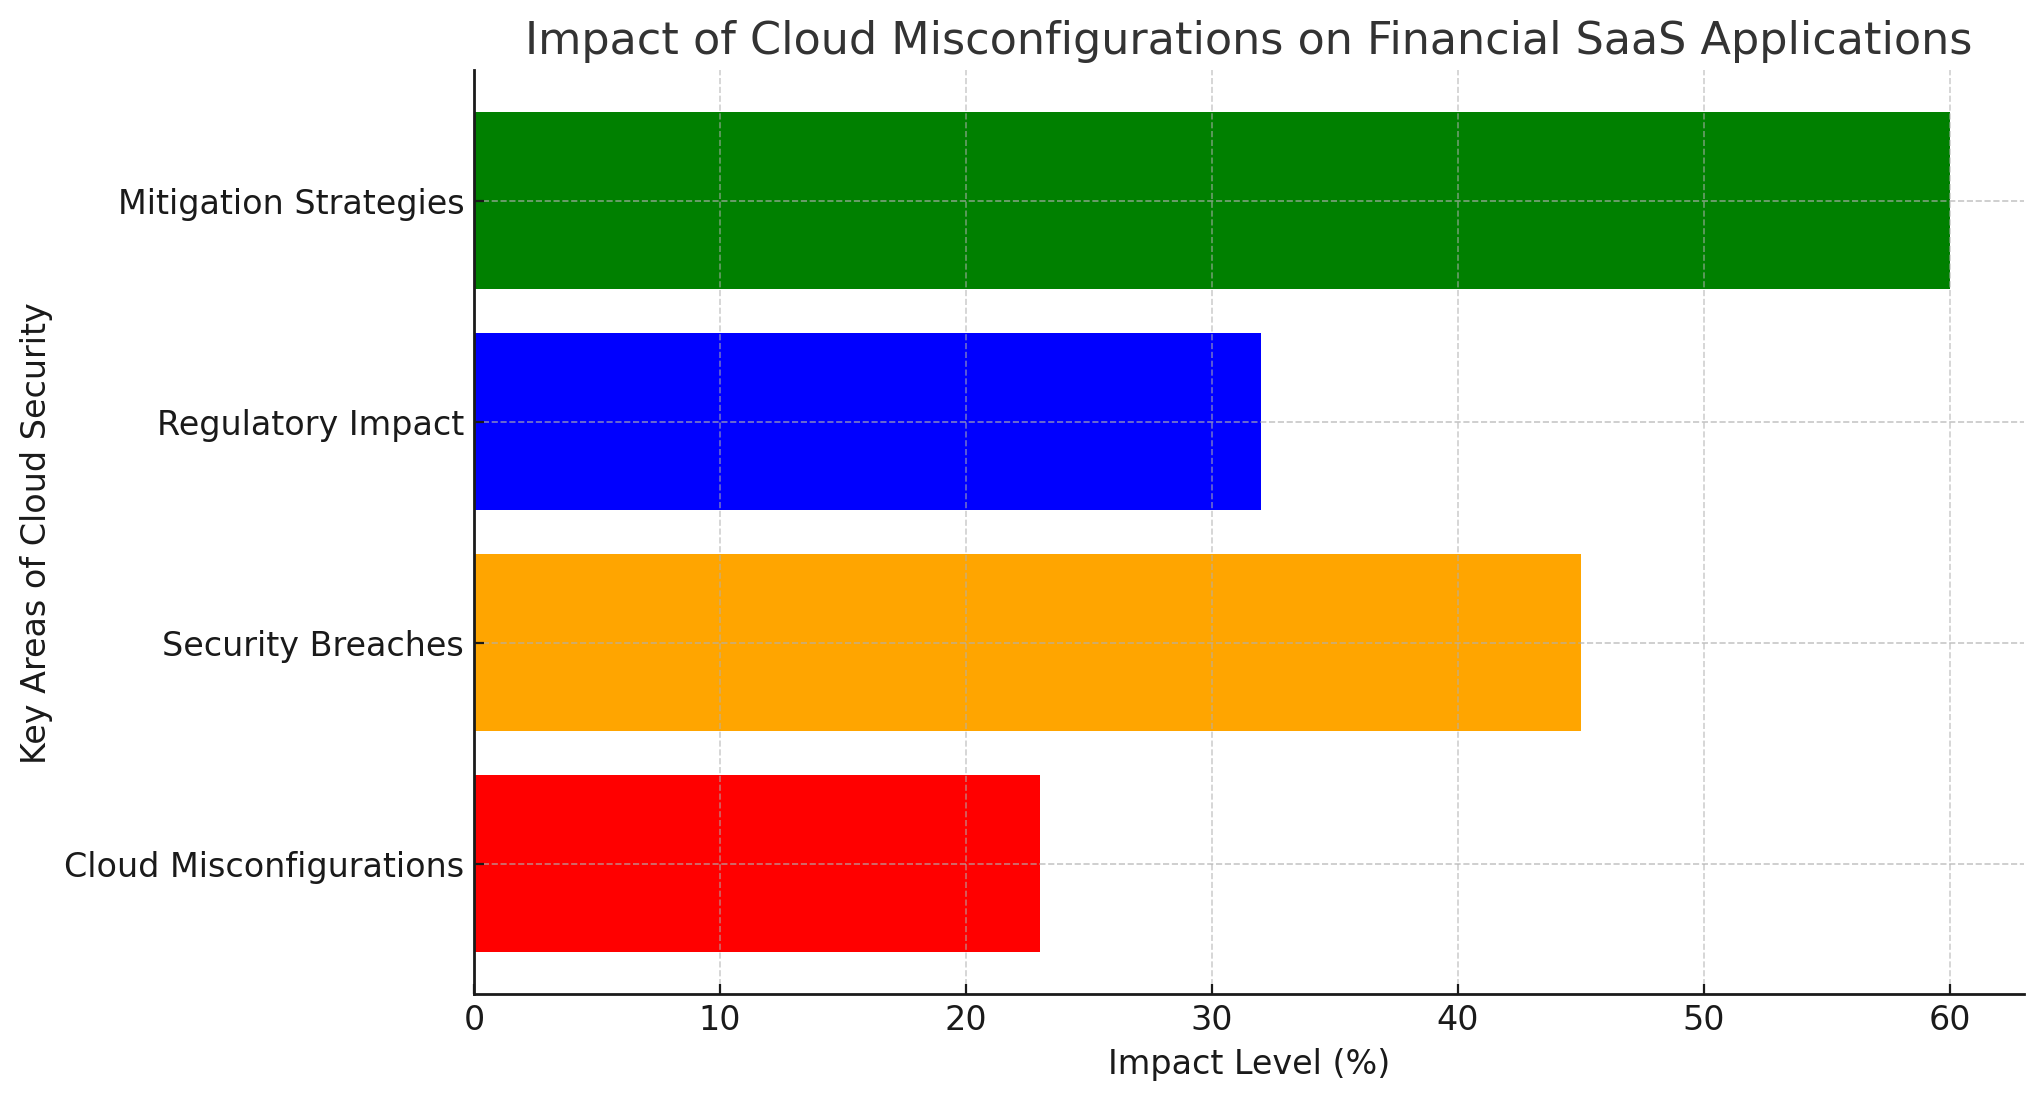 Impact of Cloud Misconfigurations on Financial SaaS Applications
Key Areas of Cloud Security
Mitigation Strategies
Regulatory Impact
Security Breaches
Cloud Misconfigurations
0 10 20 30 40 50 60
Impact Level (%)